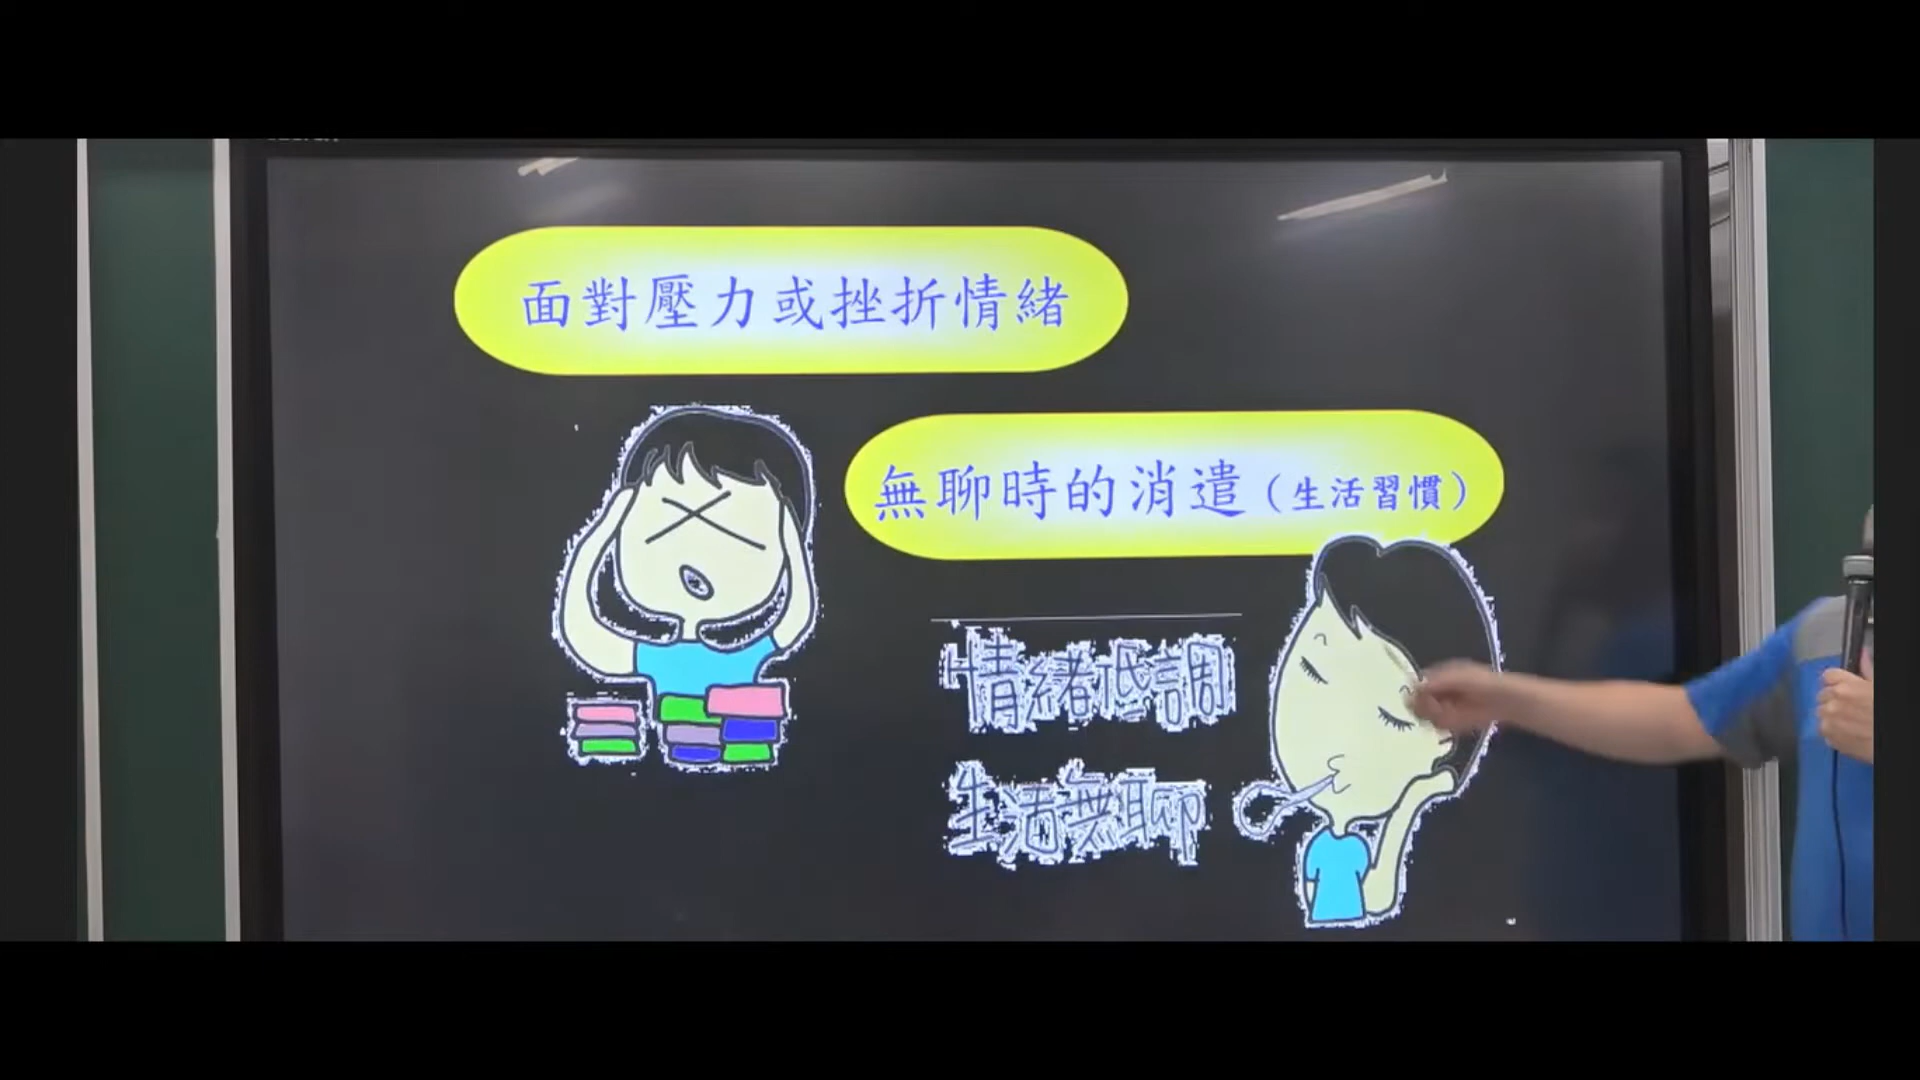 面對壓力或挫折情緒
無聊時的消遣（生活習慣）
情緒低調
生活無聊